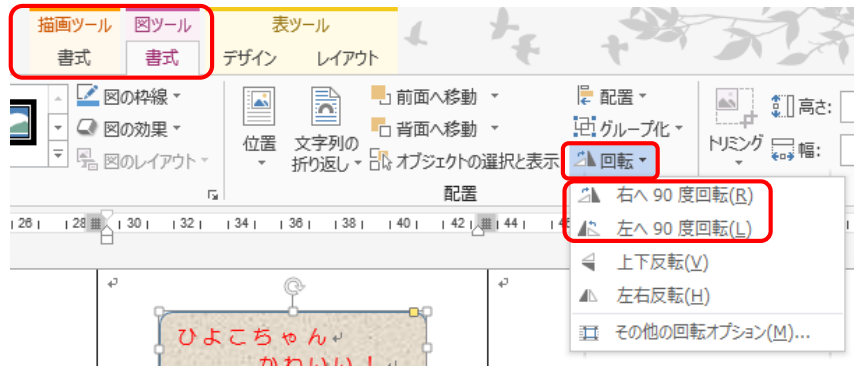 描画ツール 図ツール 表ツール
書式 書式 デザイン レイアウト
図の枠線 前面へ移動 配置 高さ:
図の効果 背面へ移動 グループ化
図のレイアウト 位置 文字列の折り返し オブジェクトの選択と表示 回転 トリミング 幅:
配置
右へ 90 度回転(R)
左へ 90 度回転(L)
上下反転(V)
左右反転(H)
その他の回転オプション(M)...
26 28 30 32 34 36 38 40 42 44
ひよこちゃん
かわいい！